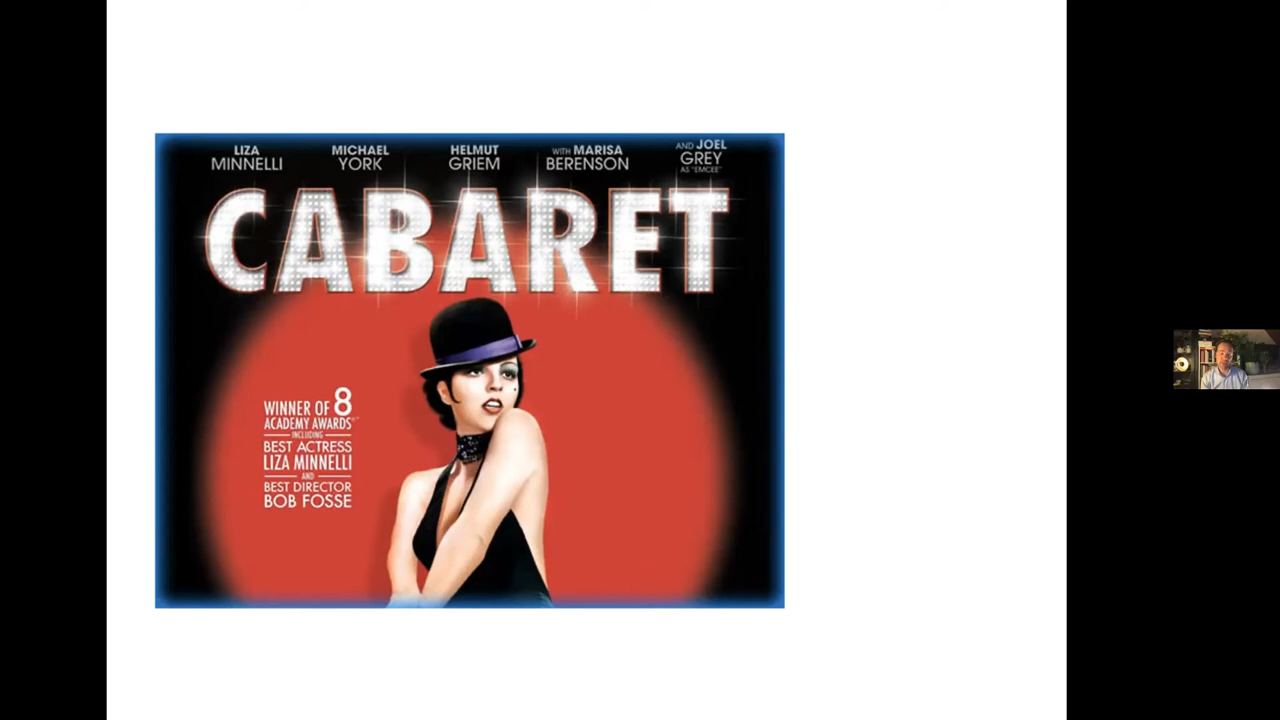 LIZA MINNELLI
MICHAEL YORK
HELMUT GRIEM
WITH MARISA BERENSON
AND JOEL GREY AS "EMCEE"
CABARET
WINNER OF 8
ACADEMY AWARDS®
INCLUDING
BEST ACTRESS
LIZA MINNELLI
AND
BEST DIRECTOR
BOB FOSSE